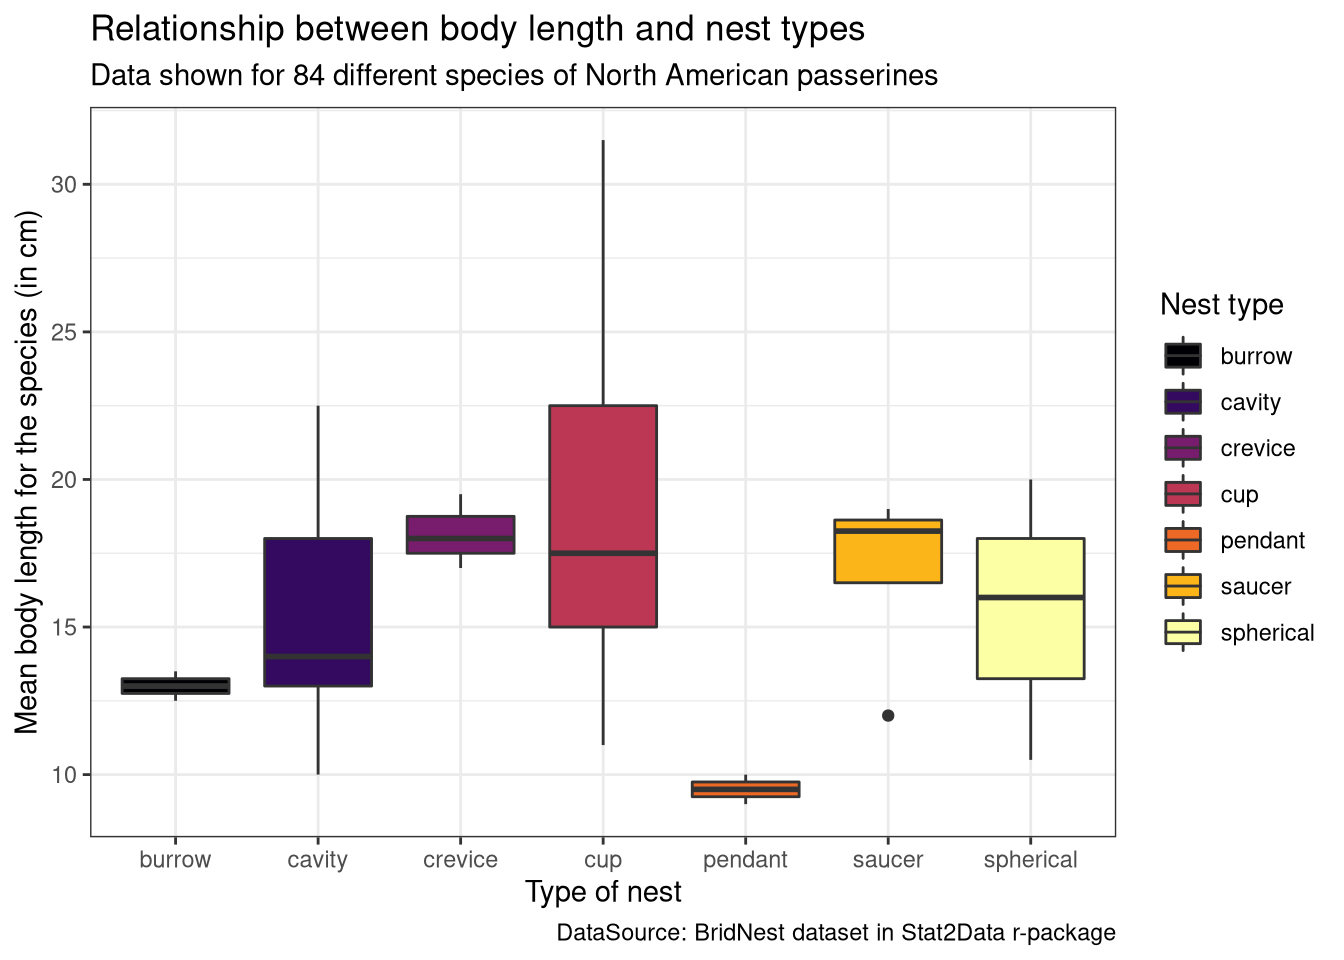 Relationship between body length and nest types
Data shown for 84 different species of North American passerines
Mean body length for the species (in cm)
30
25
20
15
10
burrow
cavity
crevice
cup
pendant
saucer
spherical
Type of nest
Nest type
burrow
cavity
crevice
cup
pendant
saucer
spherical
DataSource: BridNest dataset in Stat2Data r-package